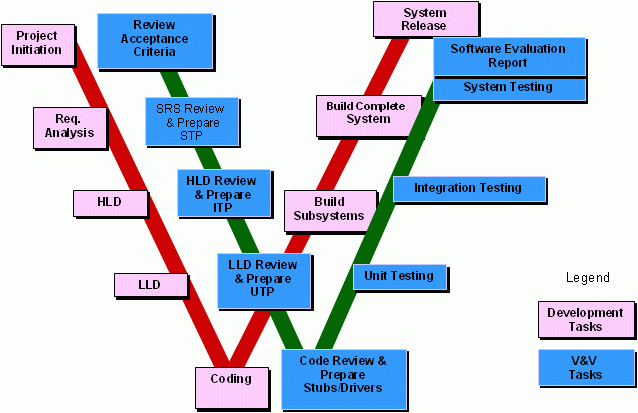 Project
Initiation
Review
Acceptance
Criteria
System
Release
Software Evaluation
Report
System Testing
Req.
Analysis
SRS Review
& Prepare
STP
Build Complete
System
HLD
HLD Review
& Prepare
ITP
Build
Subsystems
Integration Testing
LLD
LLD Review
& Prepare
UTP
Unit Testing
Legend
Development
Tasks
Coding
Code Review &
Prepare
Stubs/Drivers
V&V
Tasks